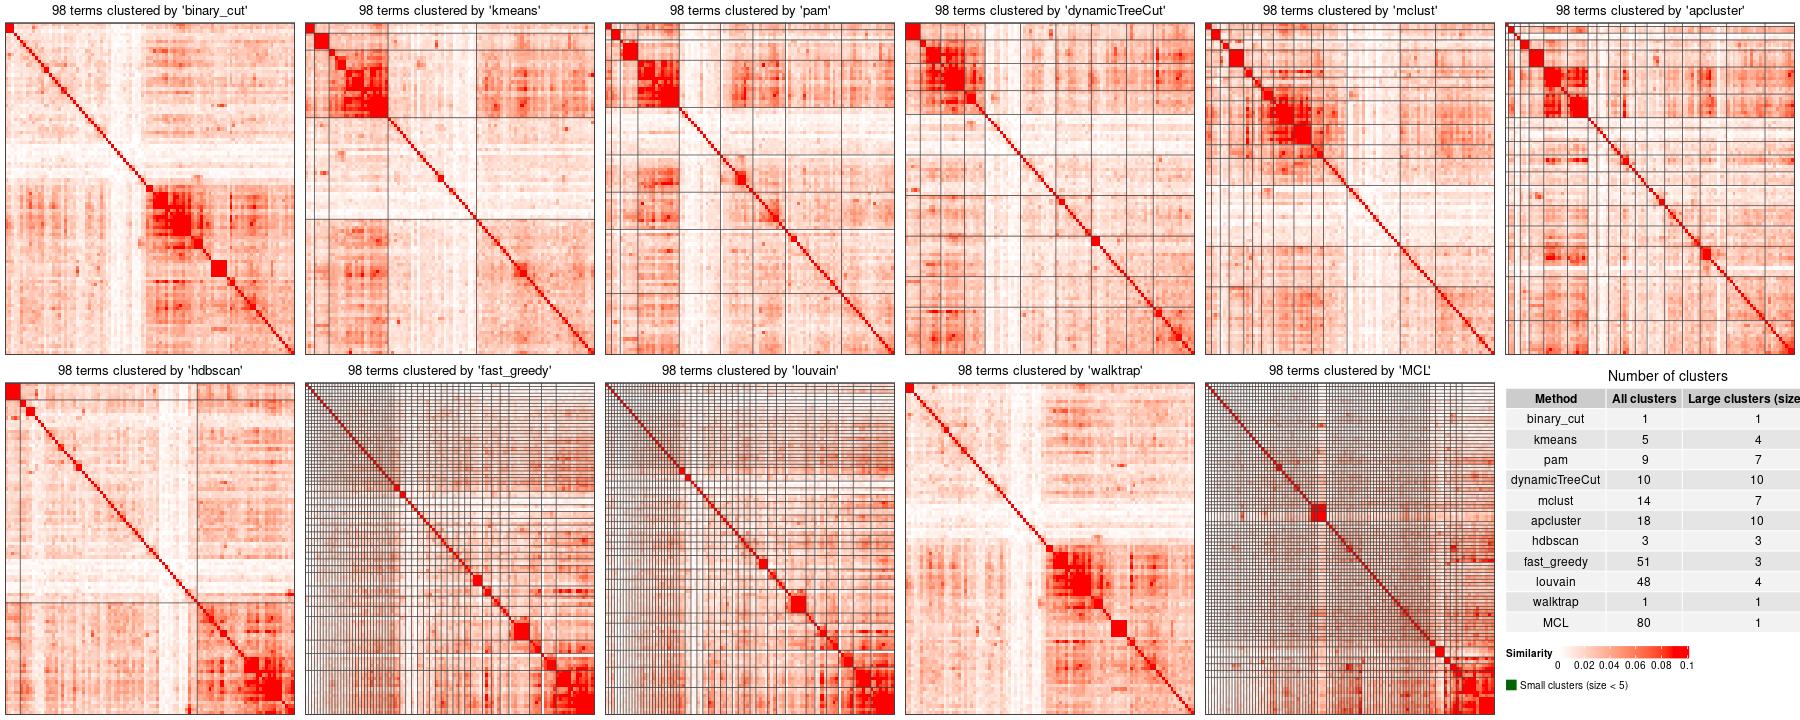 98 terms clustered by 'binary_cut'
98 terms clustered by 'kmeans'
98 terms clustered by 'pam'
98 terms clustered by 'dynamicTreeCut'
98 terms clustered by 'mclust'
98 terms clustered by 'apcluster'
98 terms clustered by 'hdbscan'
98 terms clustered by 'fast_greedy'
98 terms clustered by 'louvain'
98 terms clustered by 'walktrap'
98 terms clustered by 'MCL'
Number of clusters
Method All clusters Large clusters (size
binary_cut 1 1
kmeans 5 4
pam 9 7
dynamicTreeCut 10 10
mclust 14 7
apcluster 18 10
hdbscan 3 3
fast_greedy 51 3
louvain 48 4
walktrap 1 1
MCL 80 1
Similarity
0 0.02 0.04 0.06 0.08 0.1
Small clusters (size < 5)